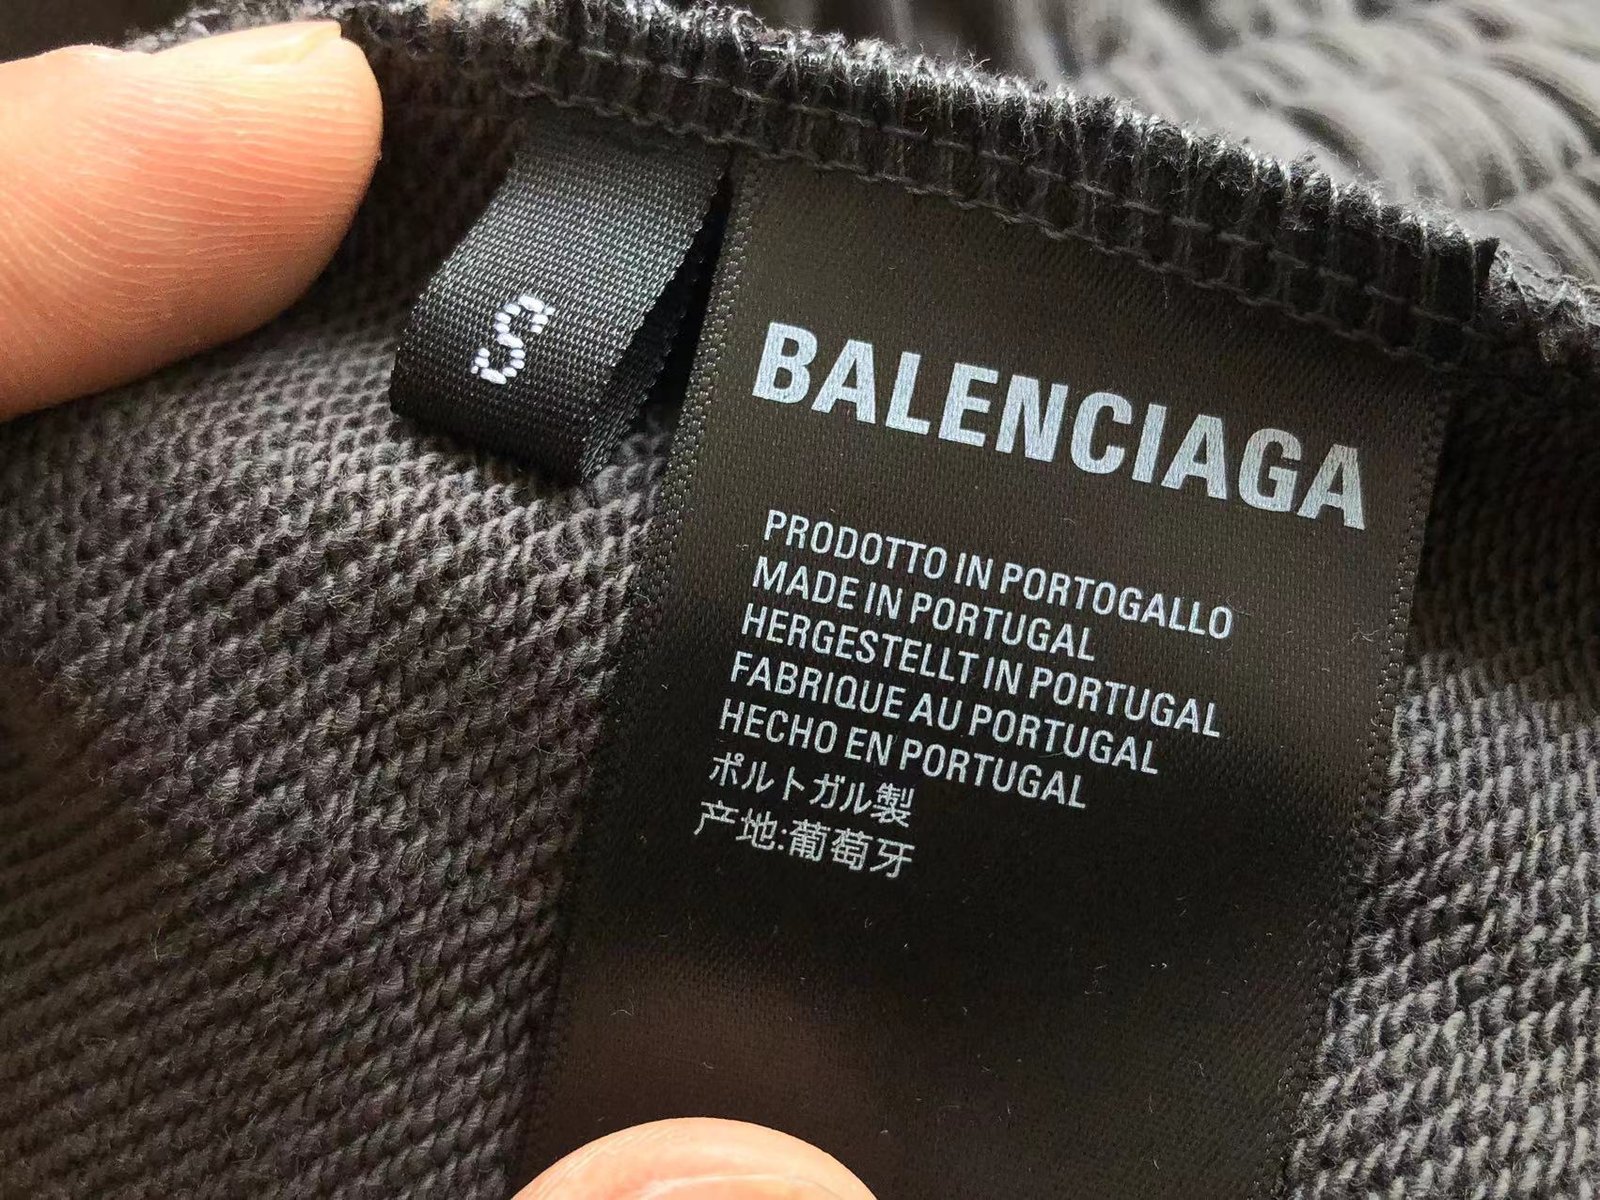 S
BALENCIAGA
PRODOTTO IN PORTOGALLO
MADE IN PORTUGAL
HERGESTELLT IN PORTUGAL
FABRIQUE AU PORTUGAL
HECHO EN PORTUGAL
ポルトガル製
产地:葡萄牙